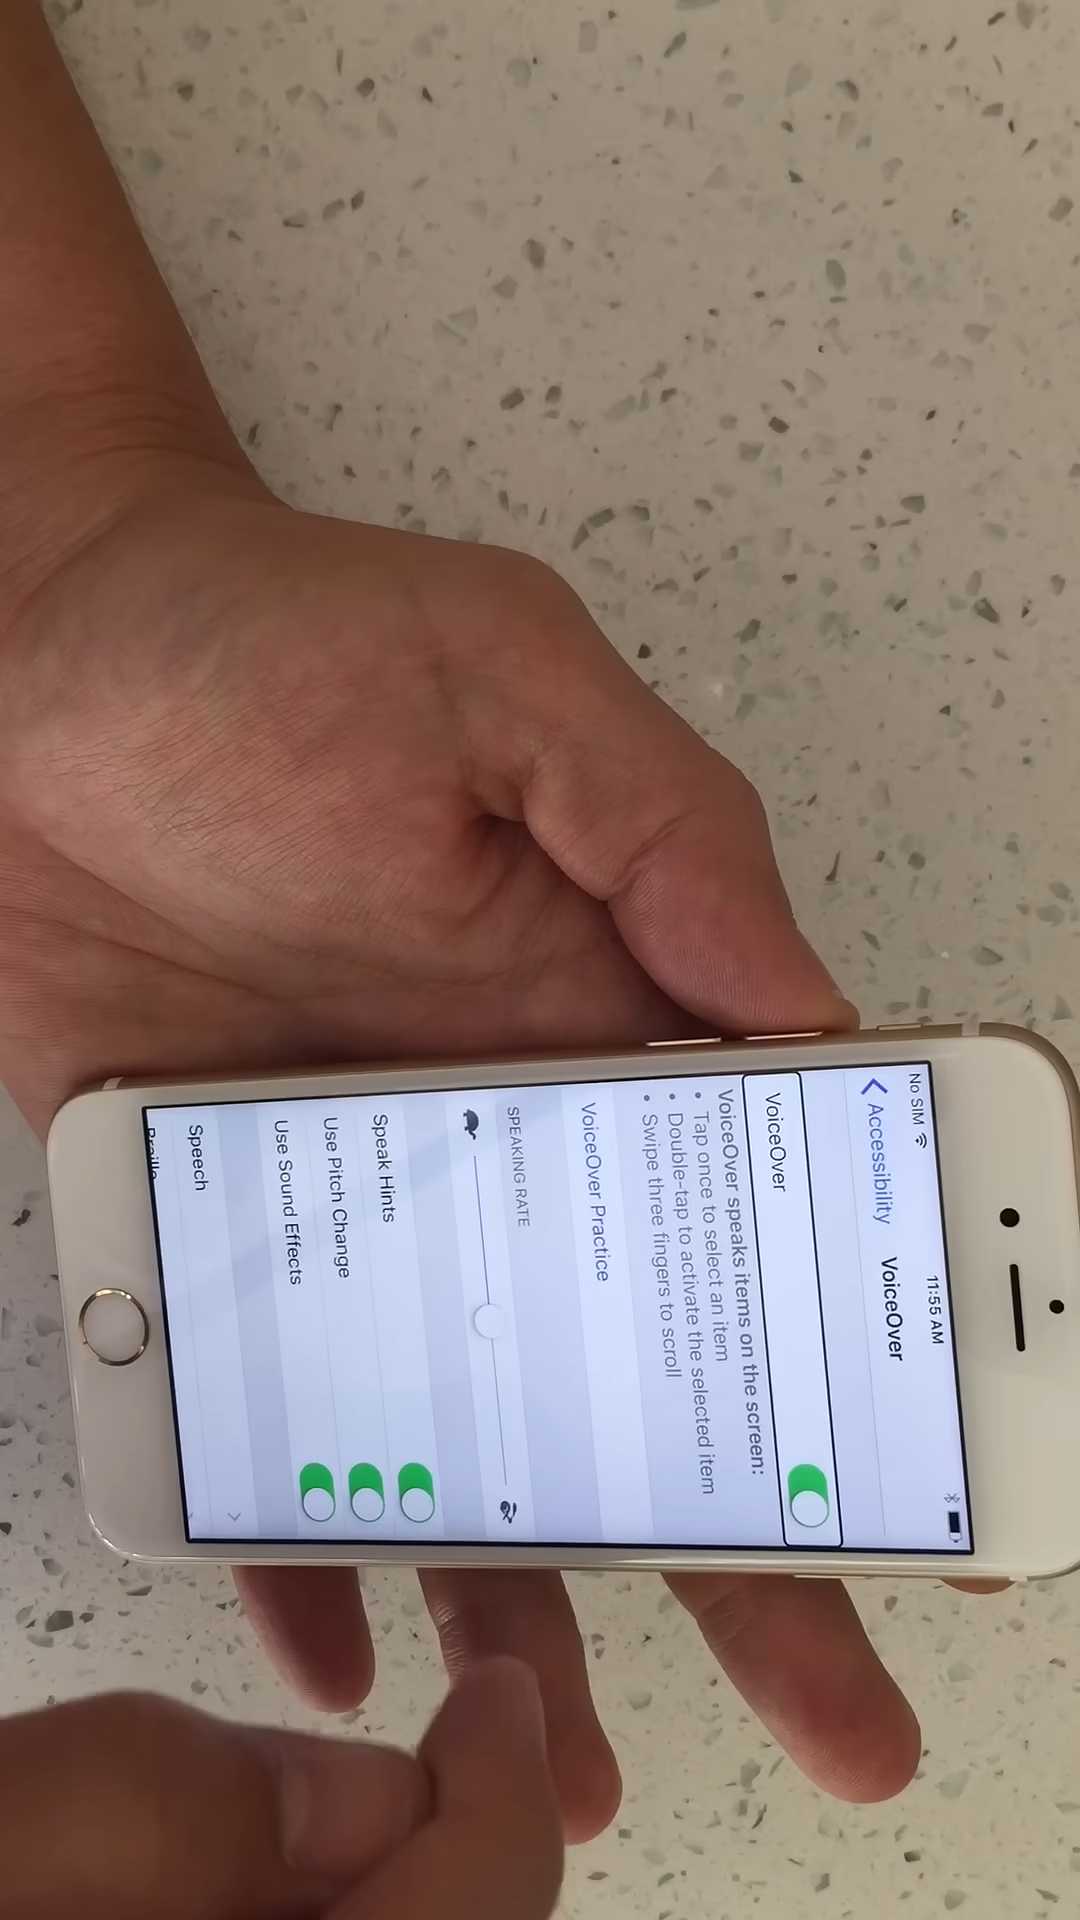 No SIM 11:55 AM
Accessibility VoiceOver
VoiceOver
VoiceOver speaks items on the screen:
• Tap once to select an item
• Double-tap to activate the selected item
• Swipe three fingers to scroll
VoiceOver Practice
SPEAKING RATE
Speak Hints
Use Pitch Change
Use Sound Effects
Speech
Braille